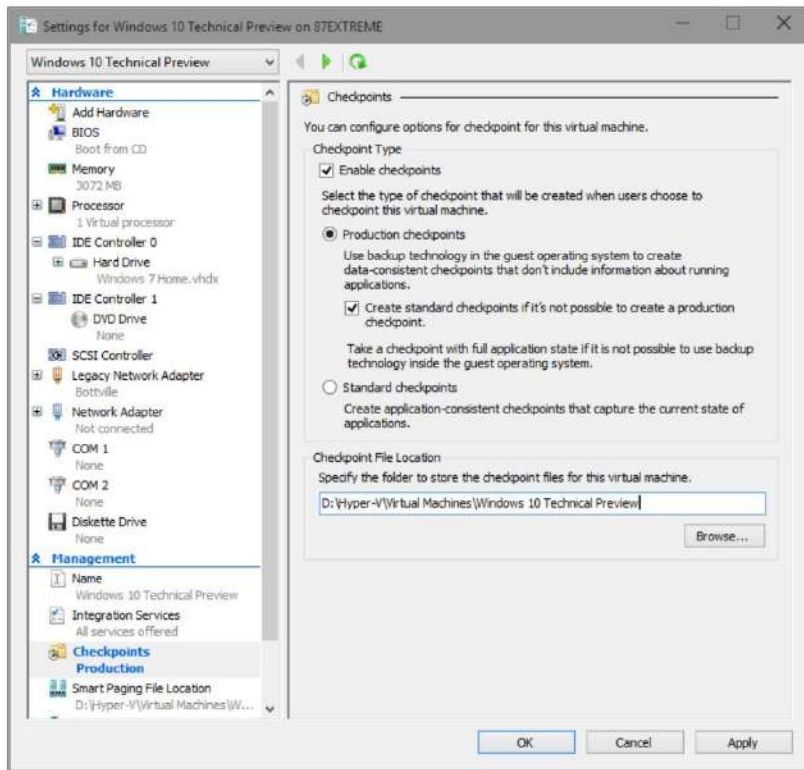 Settings for Windows 10 Technical Preview on 87EXTREME
Windows 10 Technical Preview
Hardware
Add Hardware
BIOS
Boot from CD
Memory
3072 MB
Processor
1 Virtual processor
IDE Controller 0
Hard Drive
Windows 7 Home.vhdx
IDE Controller 1
DVD Drive
None
SCSI Controller
Legacy Network Adapter
Bottville
Network Adapter
Not connected
COM 1
None
COM 2
None
Diskette Drive
None
Management
Name
Windows 10 Technical Preview
Integration Services
All services offered
Checkpoints
Production
Smart Paging File Location
D:\Hyper-V\Virtual Machines\W...
Checkpoints
You can configure options for checkpoint for this virtual machine.
Checkpoint Type
Enable checkpoints
Select the type of checkpoint that will be created when users choose to
checkpoint this virtual machine.
Production checkpoints
Use backup technology in the guest operating system to create
data-consistent checkpoints that don't include information about running
applications.
Create standard checkpoints if it's not possible to create a production
checkpoint.
Take a checkpoint with full application state if it is not possible to use backup
technology inside the guest operating system.
Standard checkpoints
Create application-consistent checkpoints that capture the current state of
applications.
Checkpoint File Location
Specify the folder to store the checkpoint files for this virtual machine.
D:\Hyper-V\Virtual Machines\Windows 10 Technical Preview
Browse...
OK
Cancel
Apply